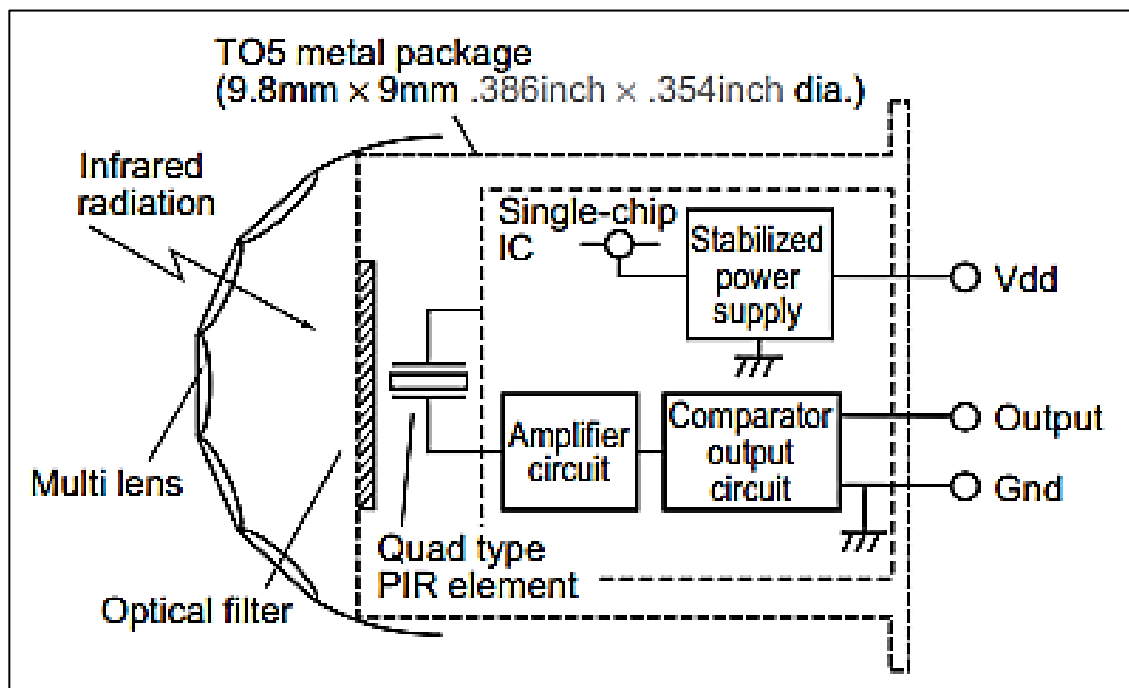 TO5 metal package
(9.8mm × 9mm .386inch × .354inch dia.)
Infrared
radiation
Single-chip
IC
Stabilized
power
supply
Vdd
Amplifier
circuit
Comparator
output
circuit
Output
Gnd
Multi lens
Quad type
PIR element
Optical filter